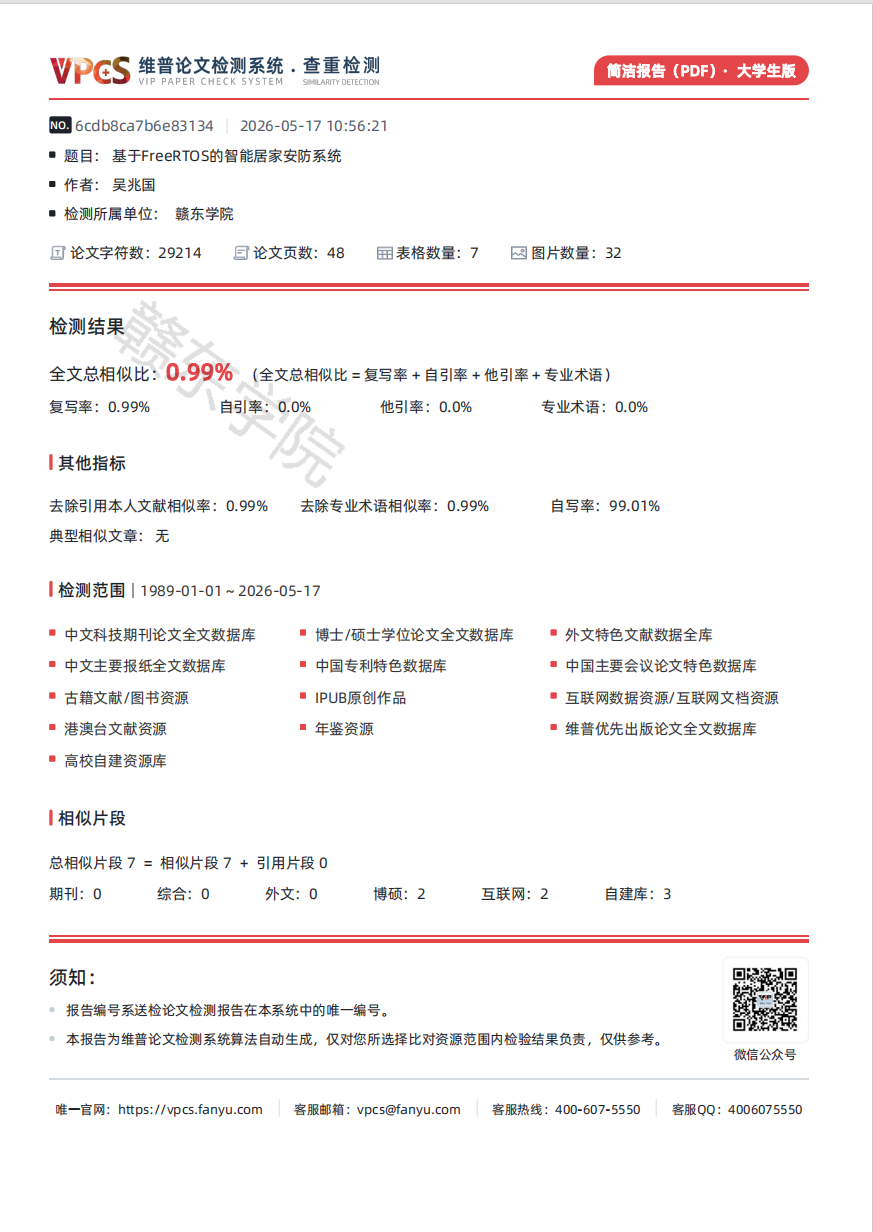 VPCS 维普论文检测系统 . 查重检测 简洁报告（PDF）· 大学生版
VIP PAPER CHECK SYSTEM SIMILARITY DETECTION
NO. 6cdb8ca7b6e83134 | 2026-05-17 10:56:21
题目： 基于FreeRTOS的智能居家安防系统
作者： 吴兆国
检测所属单位： 赣东学院
论文字符数：29214 论文页数：48 表格数量：7 图片数量：32
赣东学院
检测结果
全文总相似比：0.99% （全文总相似比 = 复写率 + 自引率 + 他引率 + 专业术语）
复写率：0.99% 自引率：0.0% 他引率：0.0% 专业术语：0.0%
其他指标
去除引用本人文献相似率：0.99% 去除专业术语相似率：0.99% 自写率：99.01%
典型相似文章： 无
检测范围 | 1989-01-01 ~ 2026-05-17
中文科技期刊论文全文数据库 博士/硕士学位论文全文数据库 外文特色文献数据全库
中文主要报纸全文数据库 中国专利特色数据库 中国主要会议论文特色数据库
古籍文献/图书资源 IPUB原创作品 互联网数据资源/互联网文档资源
港澳台文献资源 年鉴资源 维普优先出版论文全文数据库
高校自建资源库
相似片段
总相似片段 7 = 相似片段 7 + 引用片段 0
期刊：0 综合：0 外文：0 博硕：2 互联网：2 自建库：3
须知：
报告编号系送检论文检测报告在本系统中的唯一编号。
本报告为维普论文检测系统算法自动生成，仅对您所选择比对资源范围内检验结果负责，仅供参考。
VIP
微信公众号
唯一官网：https://vpcs.fanyu.com | 客服邮箱：vpcs@fanyu.com | 客服热线：400-607-5550 | 客服QQ：4006075550